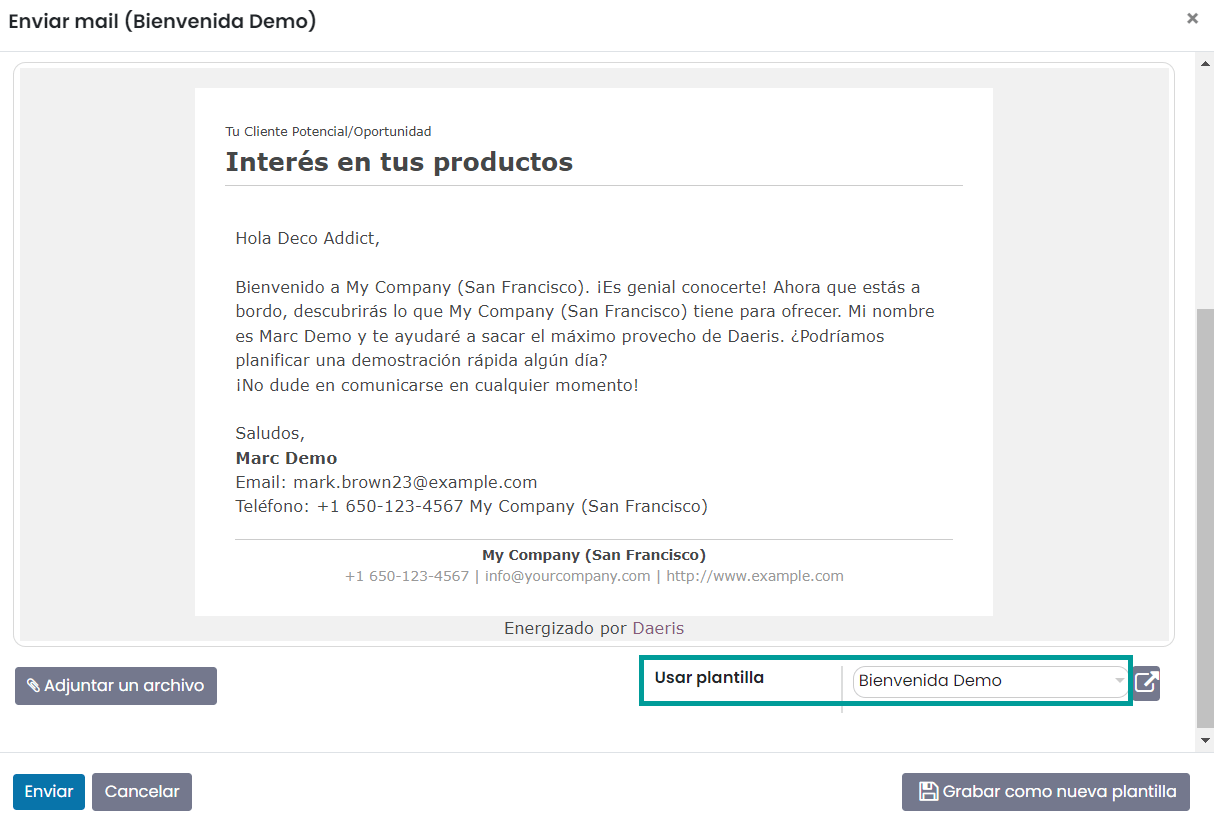 Enviar mail (Bienvenida Demo)
×
Tu Cliente Potencial/Oportunidad
Interés en tus productos
Hola Deco Addict,
Bienvenido a My Company (San Francisco). ¡Es genial conocerte! Ahora que estás a
bordo, descubrirás lo que My Company (San Francisco) tiene para ofrecer. Mi nombre
es Marc Demo y te ayudaré a sacar el máximo provecho de Daeris. ¿Podríamos
planificar una demostración rápida algún día?
¡No dude en comunicarse en cualquier momento!
Saludos,
Marc Demo
Email: mark.brown23@example.com
Teléfono: +1 650-123-4567 My Company (San Francisco)
My Company (San Francisco)
+1 650-123-4567 | info@yourcompany.com | http://www.example.com
Energizado por Daeris
Adjuntar un archivo
Usar plantilla
Bienvenida Demo
Enviar
Cancelar
Grabar como nueva plantilla